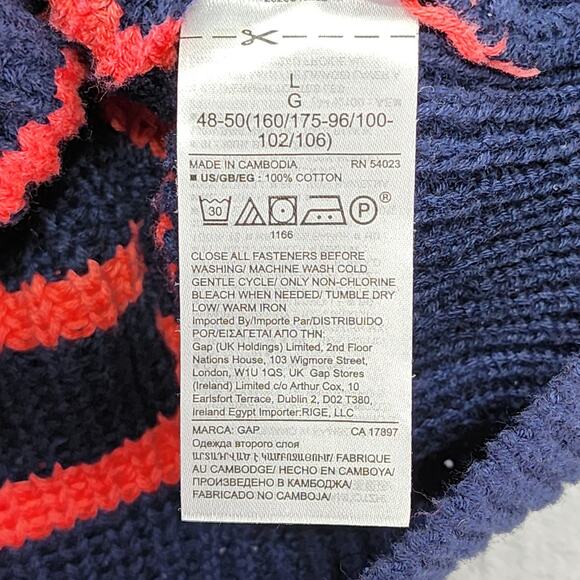 L
G
48-50(160/175-96/100-
102/106)
MADE IN CAMBODIA RN 54023
■ US/GB/EG : 100% COTTON
30 P ®
1166
CLOSE ALL FASTENERS BEFORE
WASHING/ MACHINE WASH COLD
GENTLE CYCLE/ ONLY NON-CHLORINE
BLEACH WHEN NEEDED/ TUMBLE DRY
LOW/ WARM IRON
Imported By/Importe Par/DISTRIBUIDO
POR/ΕΙΣΑΓΕΤΑΙ ΑΠΟ ΤΗΝ:
Gap (UK Holdings) Limited, 2nd Floor
Nations House, 103 Wigmore Street,
London, W1U 1QS, UK Gap Stores
(Ireland) Limited c/o Arthur Cox, 10
Earlsfort Terrace, Dublin 2, D02 T380,
Ireland Egypt Importer:RIGE, LLC
MARCA: GAP CA 17897
Одежда второго слоя
ԱՐՏԱԴՐՎԱԾ Է ԿԱՄԲՈՋԱՅՈՒՄ/ FABRIQUE
AU CAMBODGE/ HECHO EN CAMBOYA/
ПРОИЗВЕДЕНО В КАМБОДЖА/
FABRICADO NO CAMBOJA/